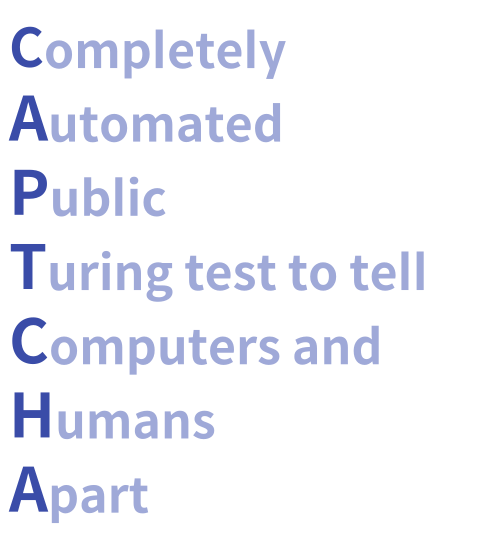 Completely
Automated
Public
Turing test to tell
Computers and
Humans
Apart